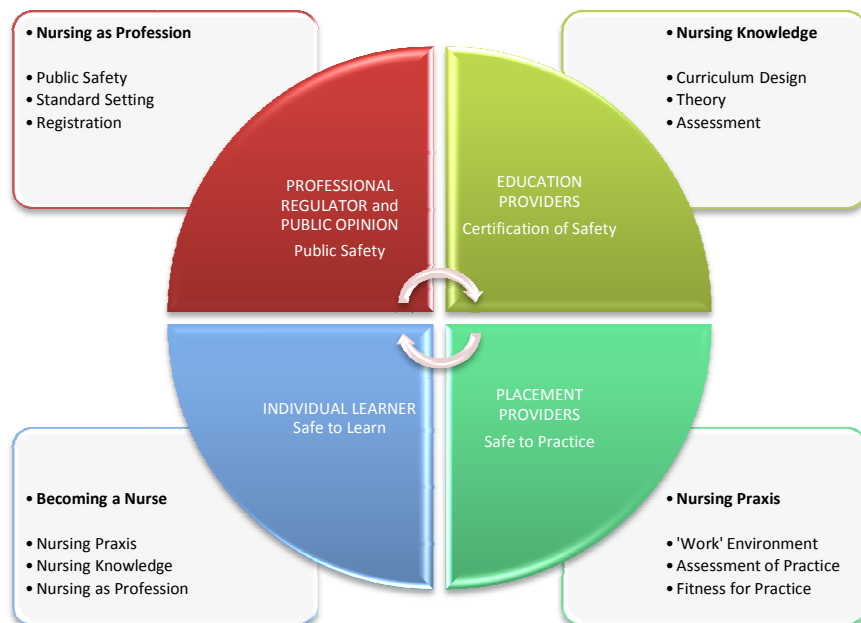 • Nursing as Profession
• Public Safety
• Standard Setting
• Registration
• Nursing Knowledge
• Curriculum Design
• Theory
• Assessment
PROFESSIONAL
REGULATOR and
PUBLIC OPINION
Public Safety
EDUCATION
PROVIDERS
Certification of Safety
INDIVIDUAL LEARNER
Safe to Learn
PLACEMENT
PROVIDERS
Safe to Practice
• Becoming a Nurse
• Nursing Praxis
• Nursing Knowledge
• Nursing as Profession
• Nursing Praxis
• 'Work' Environment
• Assessment of Practice
• Fitness for Practice